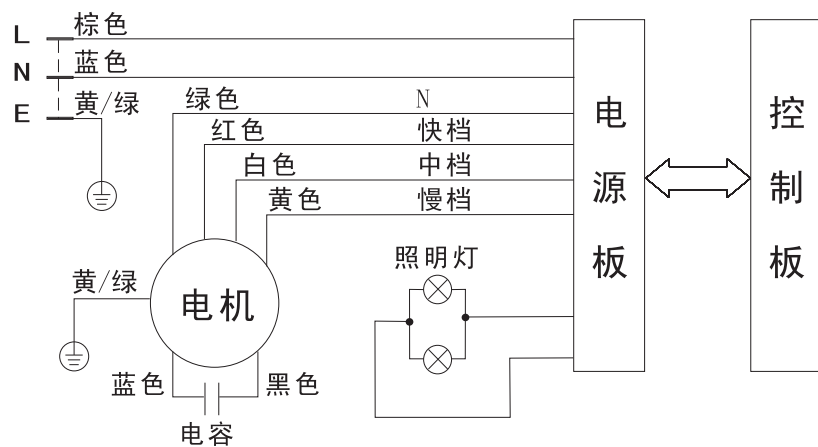 L 棕色
N 蓝色
E 黄/绿
绿色 N
红色 快档
白色 中档
黄色 慢档
电源板
控制板
照明灯
黄/绿
电机
蓝色
黑色
电容